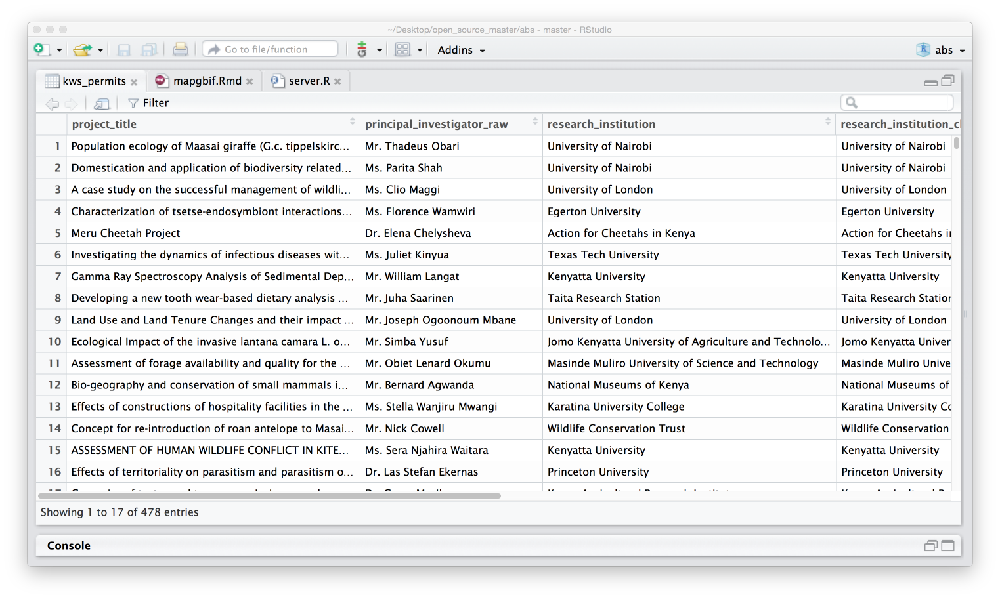 ~/Desktop/open_source_master/abs - master - RStudio
Go to file/function Addins abs
kws_permits mapgbif.Rmd server.R
Filter
project_title principal_investigator_raw research_institution research_institution_cl
1 Population ecology of Maasai giraffe (G.c. tippelskirc... Mr. Thadeus Obari University of Nairobi University of Nairobi
2 Domestication and application of biodiversity related... Ms. Parita Shah University of Nairobi University of Nairobi
3 A case study on the successful management of wildli... Ms. Clio Maggi University of London University of London
4 Characterization of tsetse-endosymbiont interactions... Ms. Florence Wamwiri Egerton University Egerton University
5 Meru Cheetah Project Dr. Elena Chelysheva Action for Cheetahs in Kenya Action for Cheetahs in
6 Investigating the dynamics of infectious diseases wit... Ms. Juliet Kinyua Texas Tech University Texas Tech University
7 Gamma Ray Spectroscopy Analysis of Sedimental Dep... Mr. William Langat Kenyatta University Kenyatta University
8 Developing a new tooth wear-based dietary analysis ... Mr. Juha Saarinen Taita Research Station Taita Research Station
9 Land Use and Land Tenure Changes and their impact ... Mr. Joseph Ogoonoum Mbane University of London University of London
10 Ecological Impact of the invasive lantana camara L. o... Mr. Simba Yusuf Jomo Kenyatta University of Agriculture and Technolo... Jomo Kenyatta Univer
11 Assessment of forage availability and quality for the ... Mr. Obiet Lenard Okumu Masinde Muliro University of Science and Technology Masinde Muliro Unive
12 Bio-geography and conservation of small mammals i... Mr. Bernard Agwanda National Museums of Kenya National Museums of
13 Effects of constructions of hospitality facilities in the ... Ms. Stella Wanjiru Mwangi Karatina University College Karatina University Co
14 Concept for re-introduction of roan antelope to Masai... Mr. Nick Cowell Wildlife Conservation Trust Wildlife Conservation
15 ASSESSMENT OF HUMAN WILDLIFE CONFLICT IN KITE... Ms. Sera Njahira Waitara Kenyatta University Kenyatta University
16 Effects of territoriality on parasitism and parasitism o... Dr. Las Stefan Ekernas Princeton University Princeton University
Showing 1 to 17 of 478 entries
Console